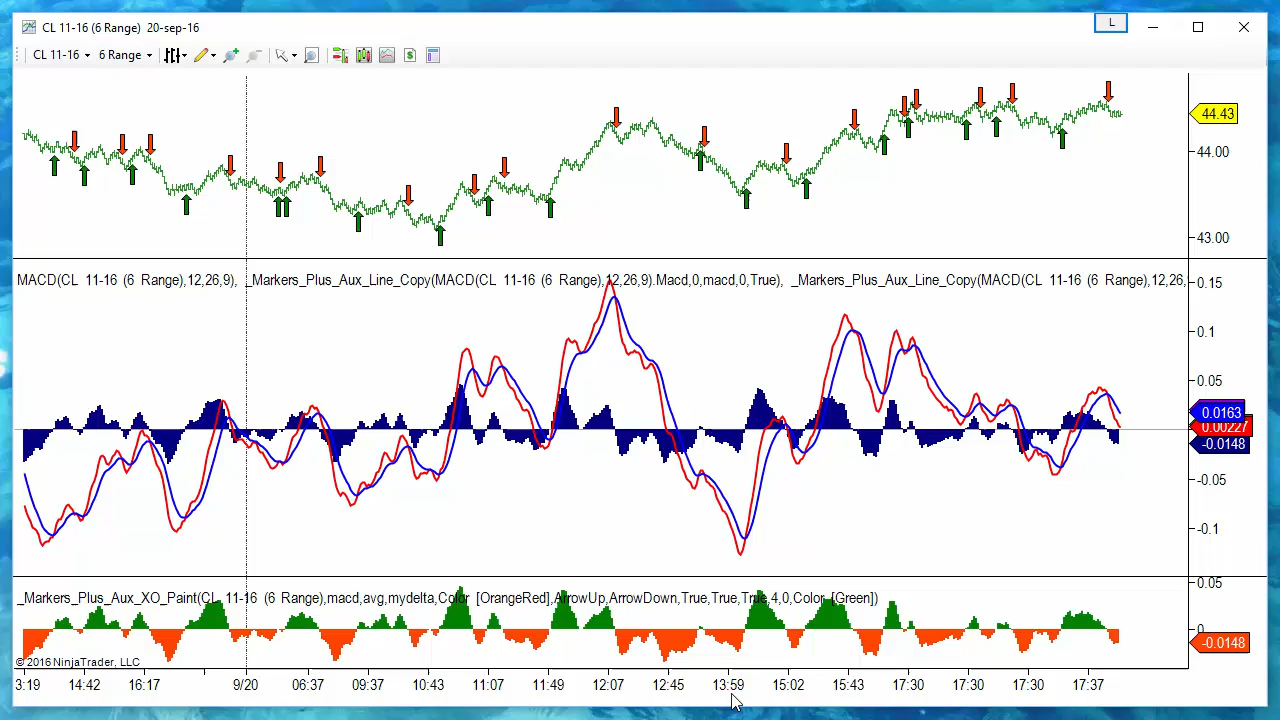 CL 11-16 (6 Range)  20-sep-16
L
CL 11-16
6 Range
44.43
44.00
43.00
MACD(CL 11-16 (6 Range),12,26,9), _Markers_Plus_Aux_Line_Copy(MACD(CL 11-16 (6 Range),12,26,9).Macd,0,macd,0,True), _Markers_Plus_Aux_Line_Copy(MACD(CL 11-16 (6 Range),12,26,
0.15
0.1
0.05
0.0163
0.00227
-0.0148
-0.05
-0.1
0.05
_Markers_Plus_Aux_XO_Paint(CL 11-16 (6 Range),macd,avg,mydelta,Color [OrangeRed],ArrowUp,ArrowDown,True,True,True,4,0,Color [Green])
0
-0.0148
© 2016 NinjaTrader, LLC
3:19 14:42 16:17 9/20 06:37 09:37 10:43 11:07 11:49 12:07 12:45 13:59 15:02 15:43 17:30 17:30 17:30 17:37